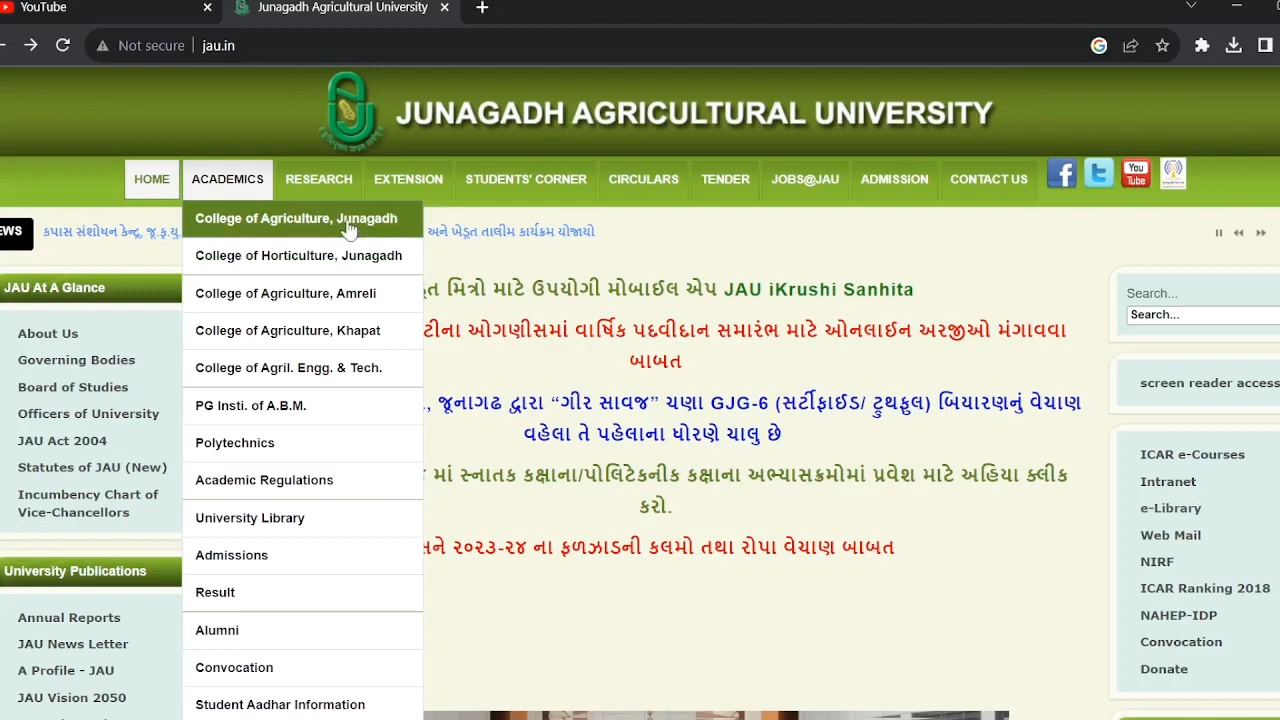 YouTube
Junagadh Agricultural University
Not secure
jau.in
JUNAGADH AGRICULTURAL UNIVERSITY
HOME
ACADEMICS
RESEARCH
EXTENSION
STUDENTS' CORNER
CIRCULARS
TENDER
JOBS@JAU
ADMISSION
CONTACT US
You
Tube
EWS
કપાસ સંશોધન કેન્દ્ર, જૂ.કૃ.યુ.
અને ખેડૂત તાલીમ કાર્યક્રમ યોજાયો
JAU At A Glance
About Us
Governing Bodies
Board of Studies
Officers of University
JAU Act 2004
Statutes of JAU (New)
Incumbency Chart of
Vice-Chancellors
University Publications
Annual Reports
JAU News Letter
A Profile - JAU
JAU Vision 2050
College of Agriculture, Junagadh
College of Horticulture, Junagadh
College of Agriculture, Amreli
College of Agriculture, Khapat
College of Agril. Engg. & Tech.
PG Insti. of A.B.M.
Polytechnics
Academic Regulations
University Library
Admissions
Result
Alumni
Convocation
Student Aadhar Information
મિત્રો માટે ઉપયોગી મોબાઈલ એપ JAU iKrushi Sanhita
ટીના ઓગણીસમાં વાર્ષિક પદવીદાન સમારંભ માટે ઓનલાઈન અરજીઓ મંગાવવા
બાબત
, જૂનાગઢ દ્વારા “ગીર સાવજ” ચણા GJG-6 (સર્ટીફાઈડ/ ટ્રુથફુલ) બિયારણનું વેચાણ
વહેલા તે પહેલાના ધોરણે ચાલુ છે
માં સ્નાતક કક્ષાના/પોલિટેકનીક કક્ષાના અભ્યાસક્રમોમાં પ્રવેશ માટે અહિયા ક્લીક
કરો.
સને ૨૦૨૩-૨૪ ના ફળઝાડની કલમો તથા રોપા વેચાણ બાબત
Search...
Search...
screen reader access
ICAR e-Courses
Intranet
e-Library
Web Mail
NIRF
ICAR Ranking 2018
NAHEP-IDP
Convocation
Donate